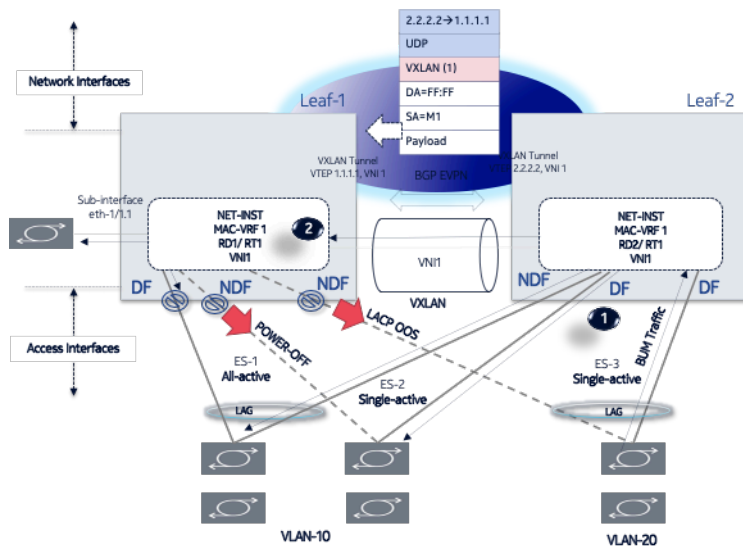 2.2.2.2→1.1.1.1
UDP
VXLAN (1)
DA=FF:FF
SA=M1
Payload
Network Interfaces
Leaf-1
Leaf-2
VXLAN Tunnel
VTEP 1.1.1.1, VNI 1
BGP EVPN
Tunnel
2.2.2.2, VNI 1
Sub-interface
eth-1/1.1
NET-INST
MAC-VRF 1
RD1/ RT1
VNI1
2
VNI1
VXLAN
NET-INST
MAC-VRF 1
RD2/ RT1
VNI1
DF
NDF
NDF
NDF
DF
DF
Access Interfaces
POWER-OFF
LACP OOS
1
BUM Traffic
ES-1
All-active
ES-2
Single-active
ES-3
Single-active
LAG
LAG
VLAN-10
VLAN-20